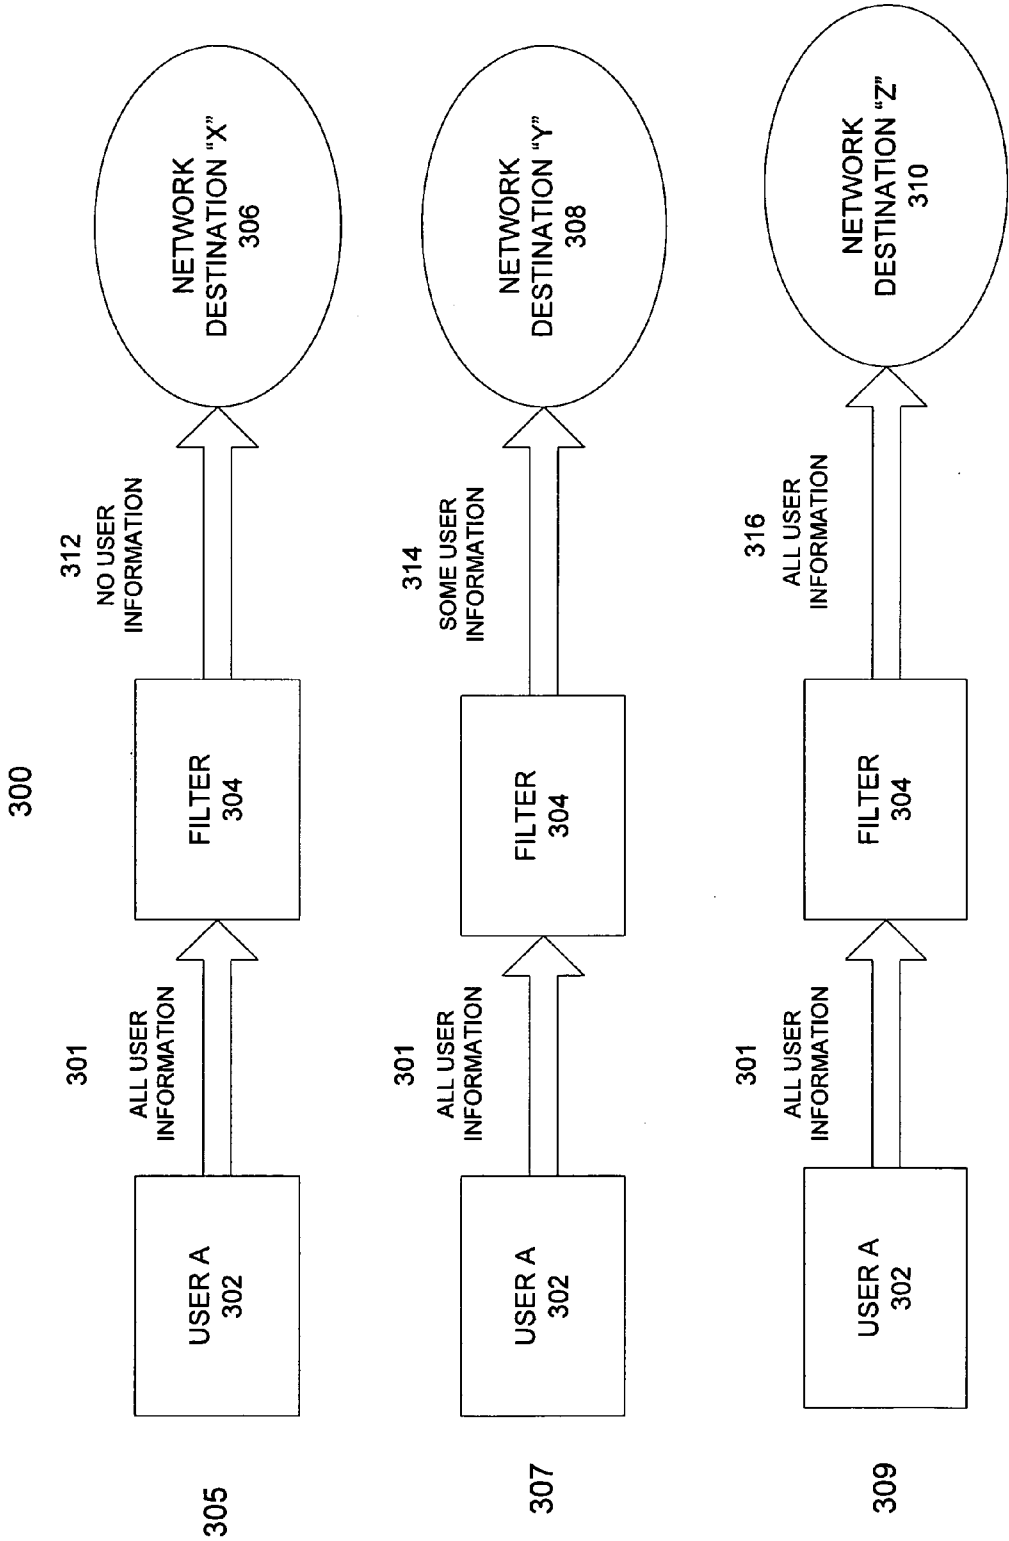 300
305
USER A
302
301
ALL USER
INFORMATION
FILTER
304
312
NO USER
INFORMATION
NETWORK
DESTINATION "X"
306
307
USER A
302
301
ALL USER
INFORMATION
FILTER
304
314
SOME USER
INFORMATION
NETWORK
DESTINATION "Y"
308
309
USER A
302
301
ALL USER
INFORMATION
FILTER
304
316
ALL USER
INFORMATION
NETWORK
DESTINATION "Z"
310